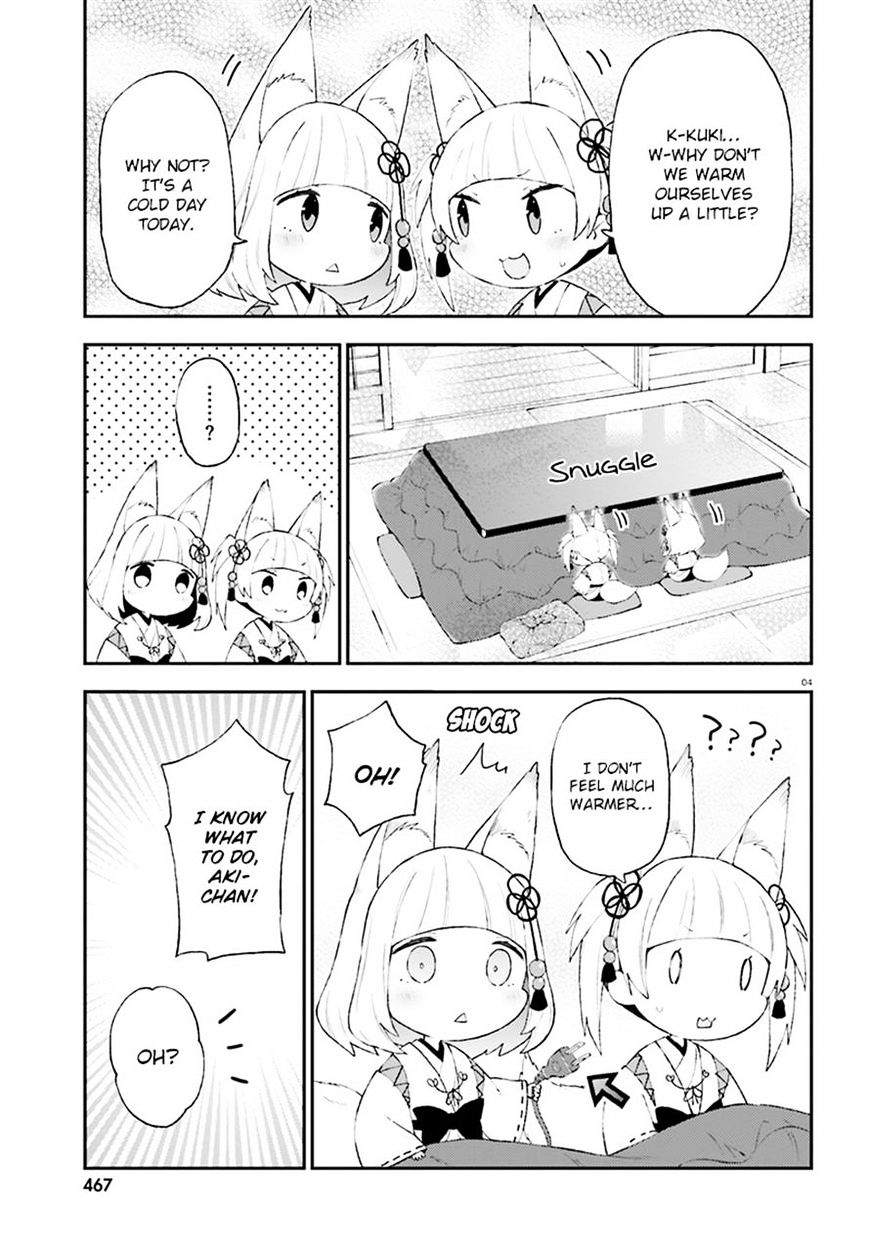 K-KUKI...
W-WHY DON'T
WE WARM
OURSELVES
UP A LITTLE?
WHY NOT?
IT'S A
COLD DAY
TODAY.
Snuggle
......
?
04
????
I DON'T
FEEL MUCH
WARMER...
SHOCK
OH!
I KNOW
WHAT
TO DO,
AKI-
CHAN!
OH?
467